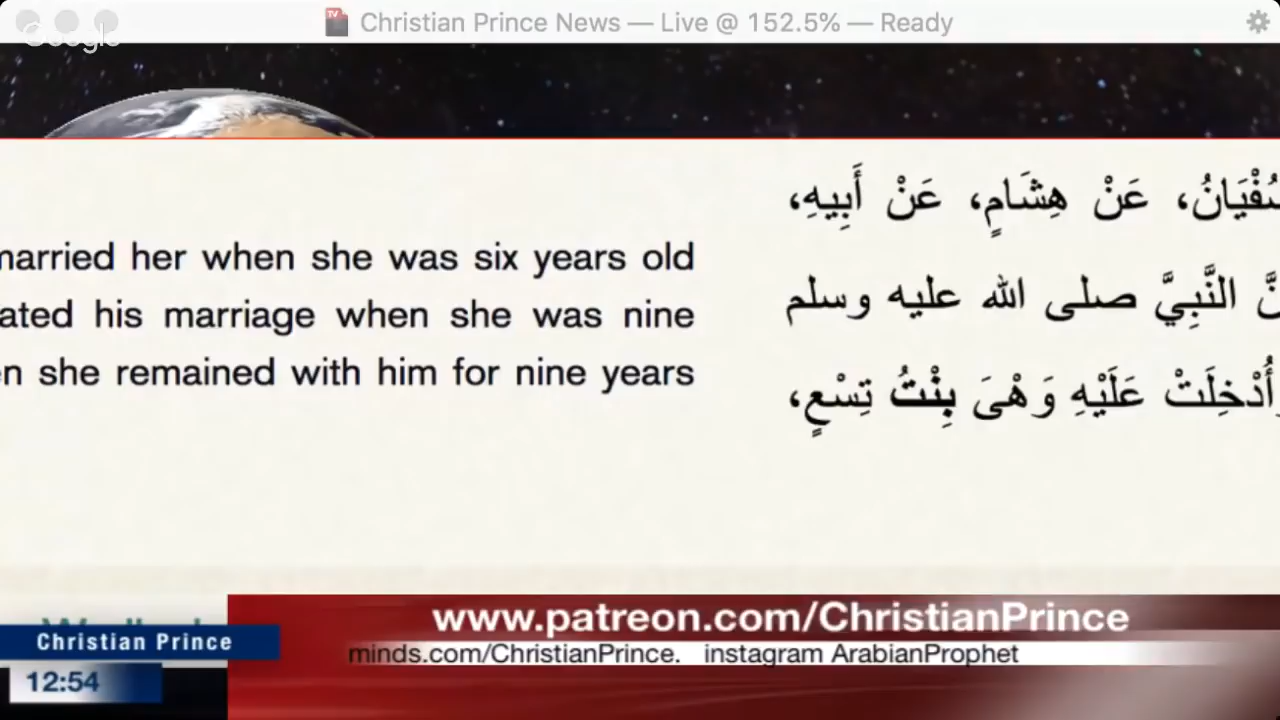 Google
Christian Prince News — Live @ 152.5% — Ready
married her when she was six years old
ated his marriage when she was nine
n she remained with him for nine years
سُفْيَانُ، عَنْ هِشَامٍ، عَنْ أَبِيهِ،
نَّ النَّبِيَّ صلى الله عليه وسلم
أُدْخِلَتْ عَلَيْهِ وَهْىَ بِنْتُ تِسْعٍ،
www.patreon.com/ChristianPrince
Christian Prince
minds.com/ChristianPrince. instagram ArabianProphet
12:54